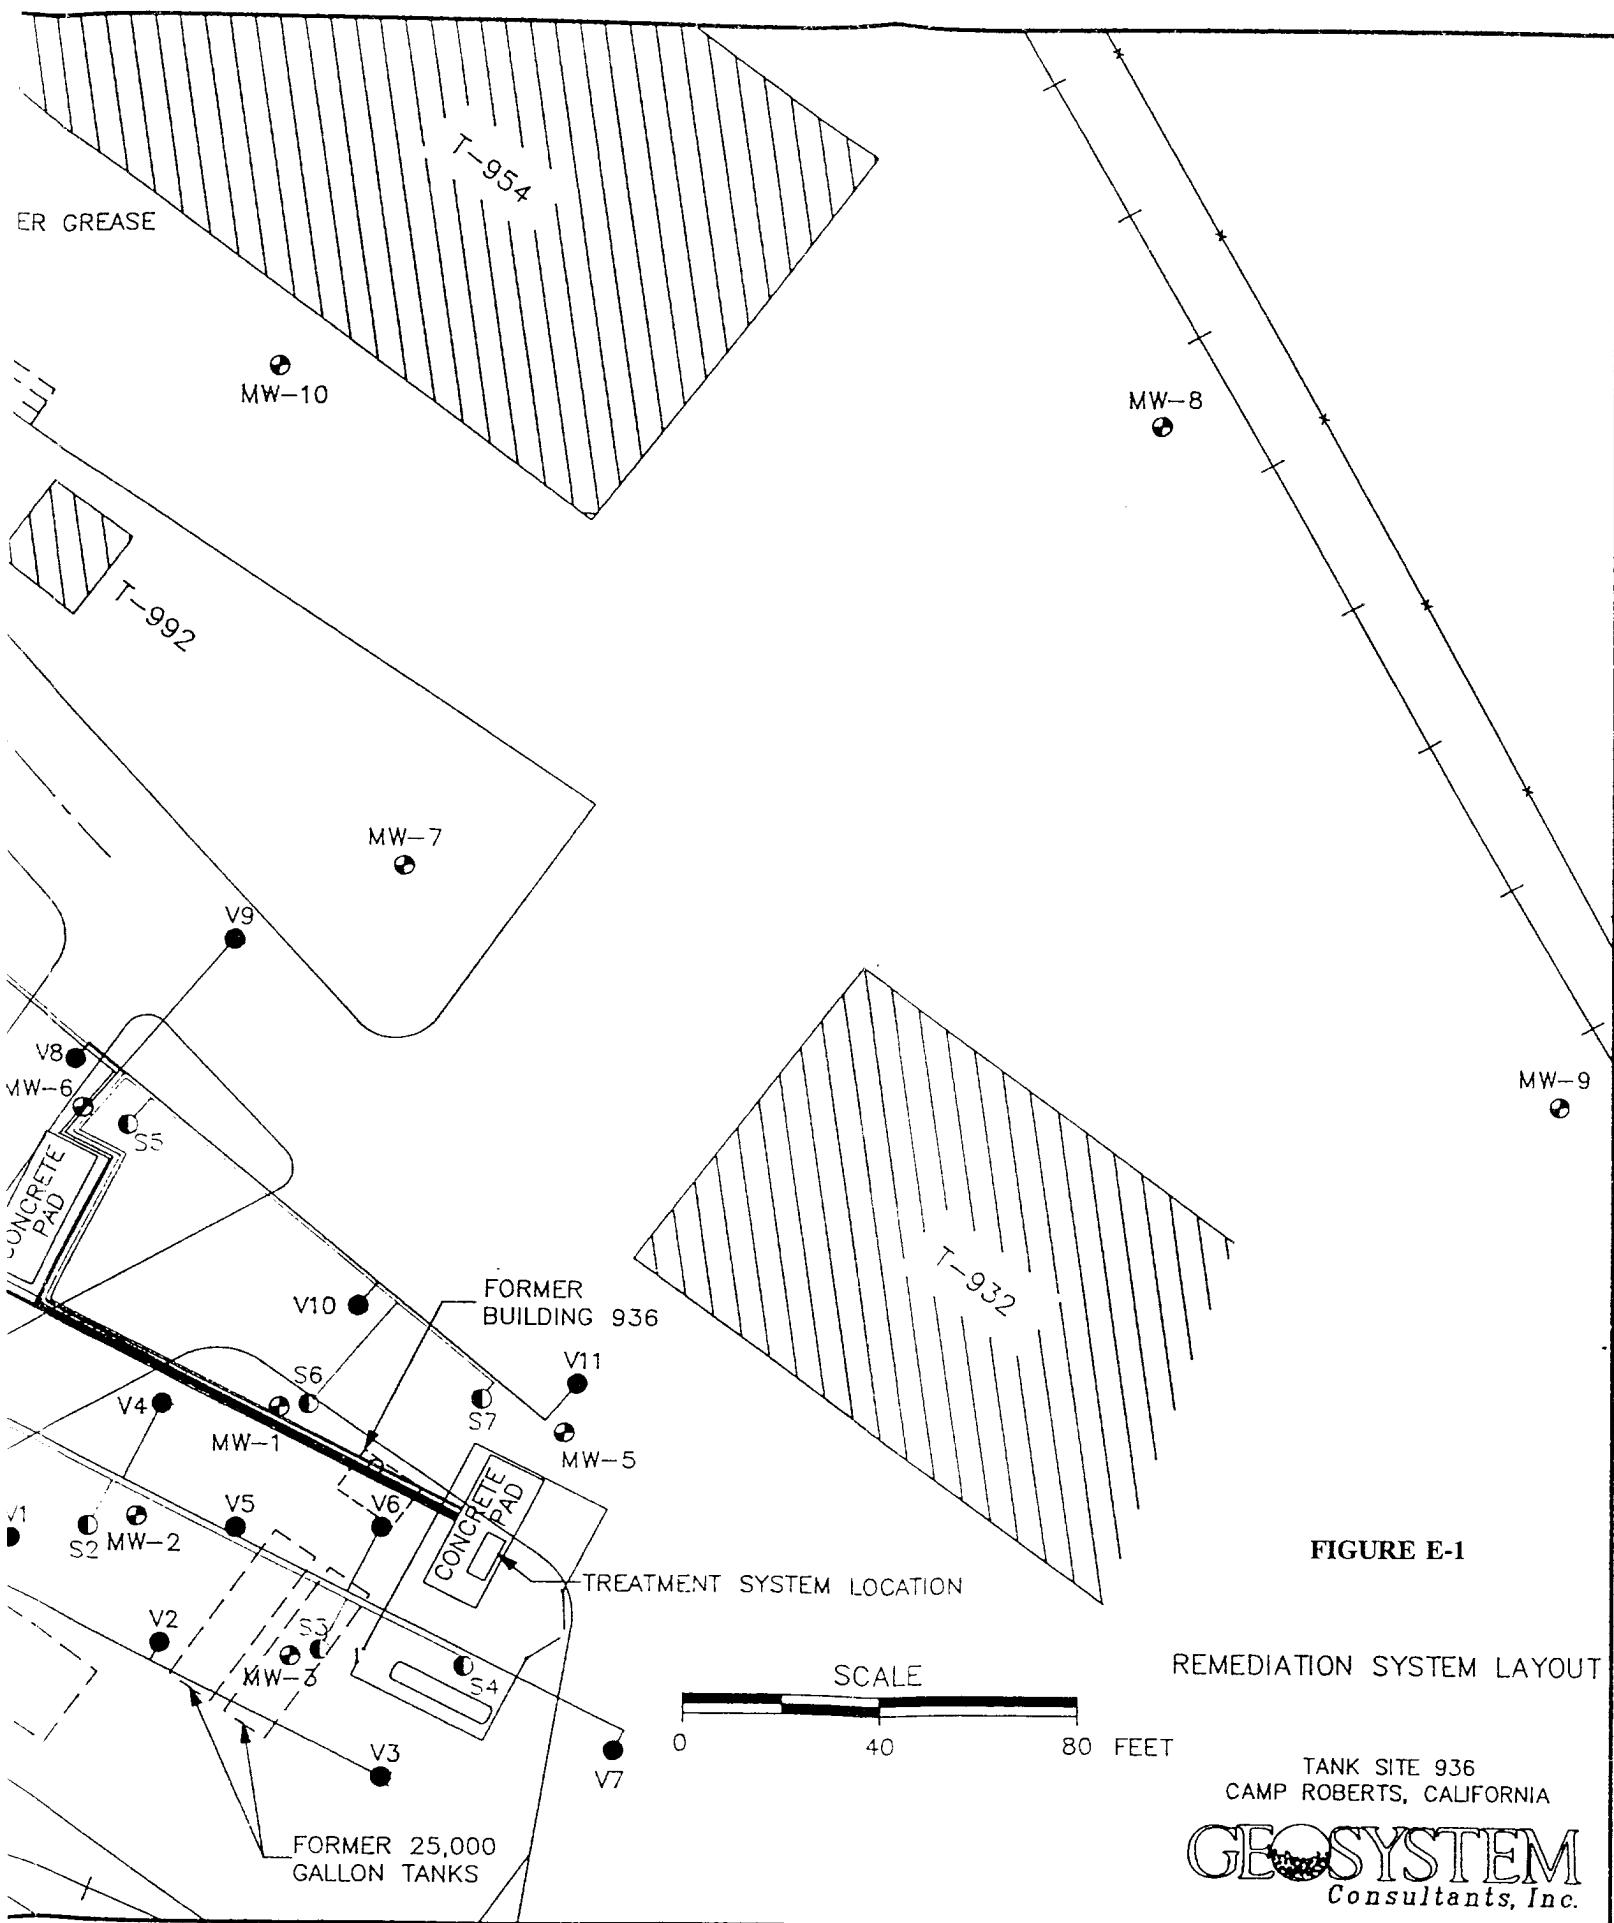 T-954
ER GREASE
MW-10
MW-8
T-992
MW-7
V9
V8
MW-6
S5
MW-9
CONCRETE
PAD
T-932
FORMER
BUILDING 936
V10
V11
S6
V4
S7
MW-1
MW-5
CONCRETE
PAD
V1
S2
MW-2
V5
V6
FIGURE E-1
TREATMENT SYSTEM LOCATION
V2
S3
MW-3
S4
SCALE
REMEDIATION SYSTEM LAYOUT
0 40 80 FEET
V3
V7
TANK SITE 936
CAMP ROBERTS, CALIFORNIA
FORMER 25,000
GALLON TANKS
GEOSYSTEM
Consultants, Inc.